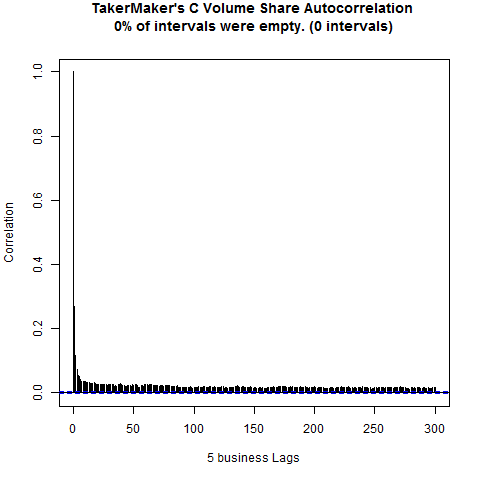 TakerMaker's C Volume Share Autocorrelation
0% of intervals were empty. (0 intervals)
1.0
0.8
0.6
0.4
0.2
0.0
Correlation
0 50 100 150 200 250 300
5 business Lags